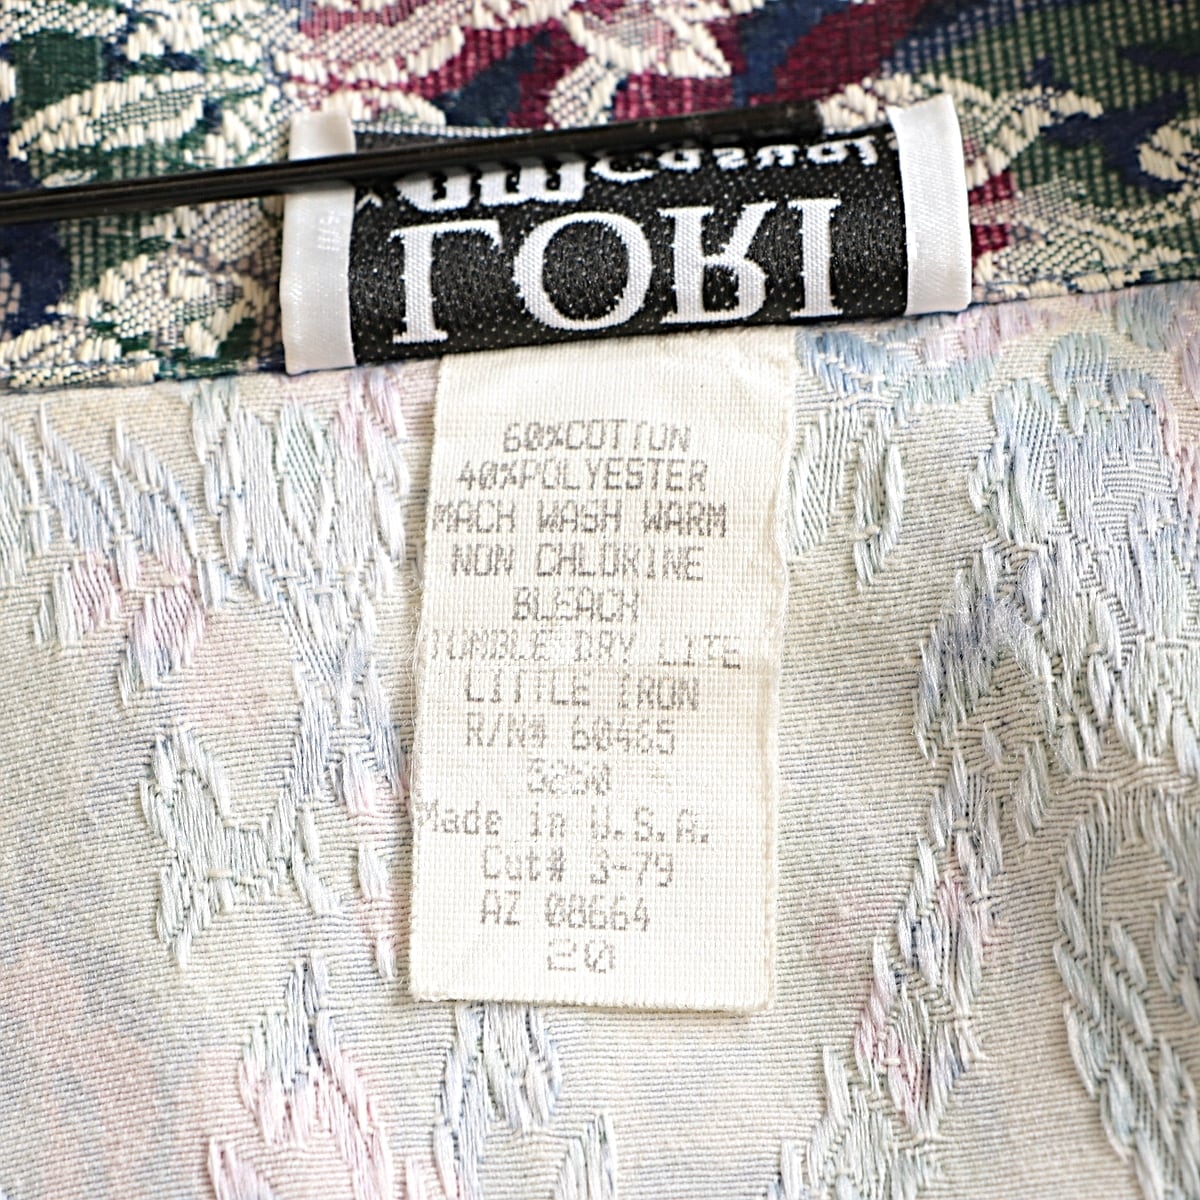 LORI
60%COTTON
40%POLYESTER
MACH WASH WARM
NON CHLORINE
BLEACH
TUMBLE DRY LITE
LITTLE IRON
R/N# 60465
Made in U.S.A.
Cut# 3-79
AZ 08664
20